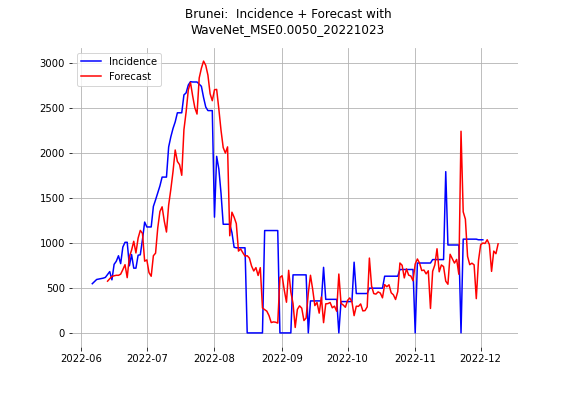 Brunei:  Incidence + Forecast with
WaveNet_MSE0.0050_20221023
Incidence
Forecast
3000
2500
2000
1500
1000
500
0
2022-06 2022-07 2022-08 2022-09 2022-10 2022-11 2022-12